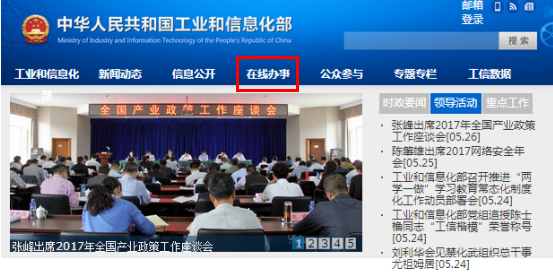 邮箱
登录
中华人民共和国工业和信息化部
Ministry of Industry and Information Technology of the People's Republic of China
搜 索
工业和信息化 新闻动态 信息公开 在线办事 公众参与 专题专栏 工信数据
时政要闻 领导活动 重点工作
全国产业政策工作座谈会
张峰出席2017年全国产业政策工作座谈会
1 2 3 4 5
张峰出席2017年全国产业政策
工作座谈会[05.26]
陈肇雄出席2017网络安全年
会[05.25]
工业和信息化部召开推进“两
学一做”学习教育常态化制度
化工作动员部署会[05.24]
工业和信息化部党组追授陈士
橹同志“工信楷模”荣誉称号
[05.24]
刘利华会见禁化武组织总干事
尤祖姆居[05.24]